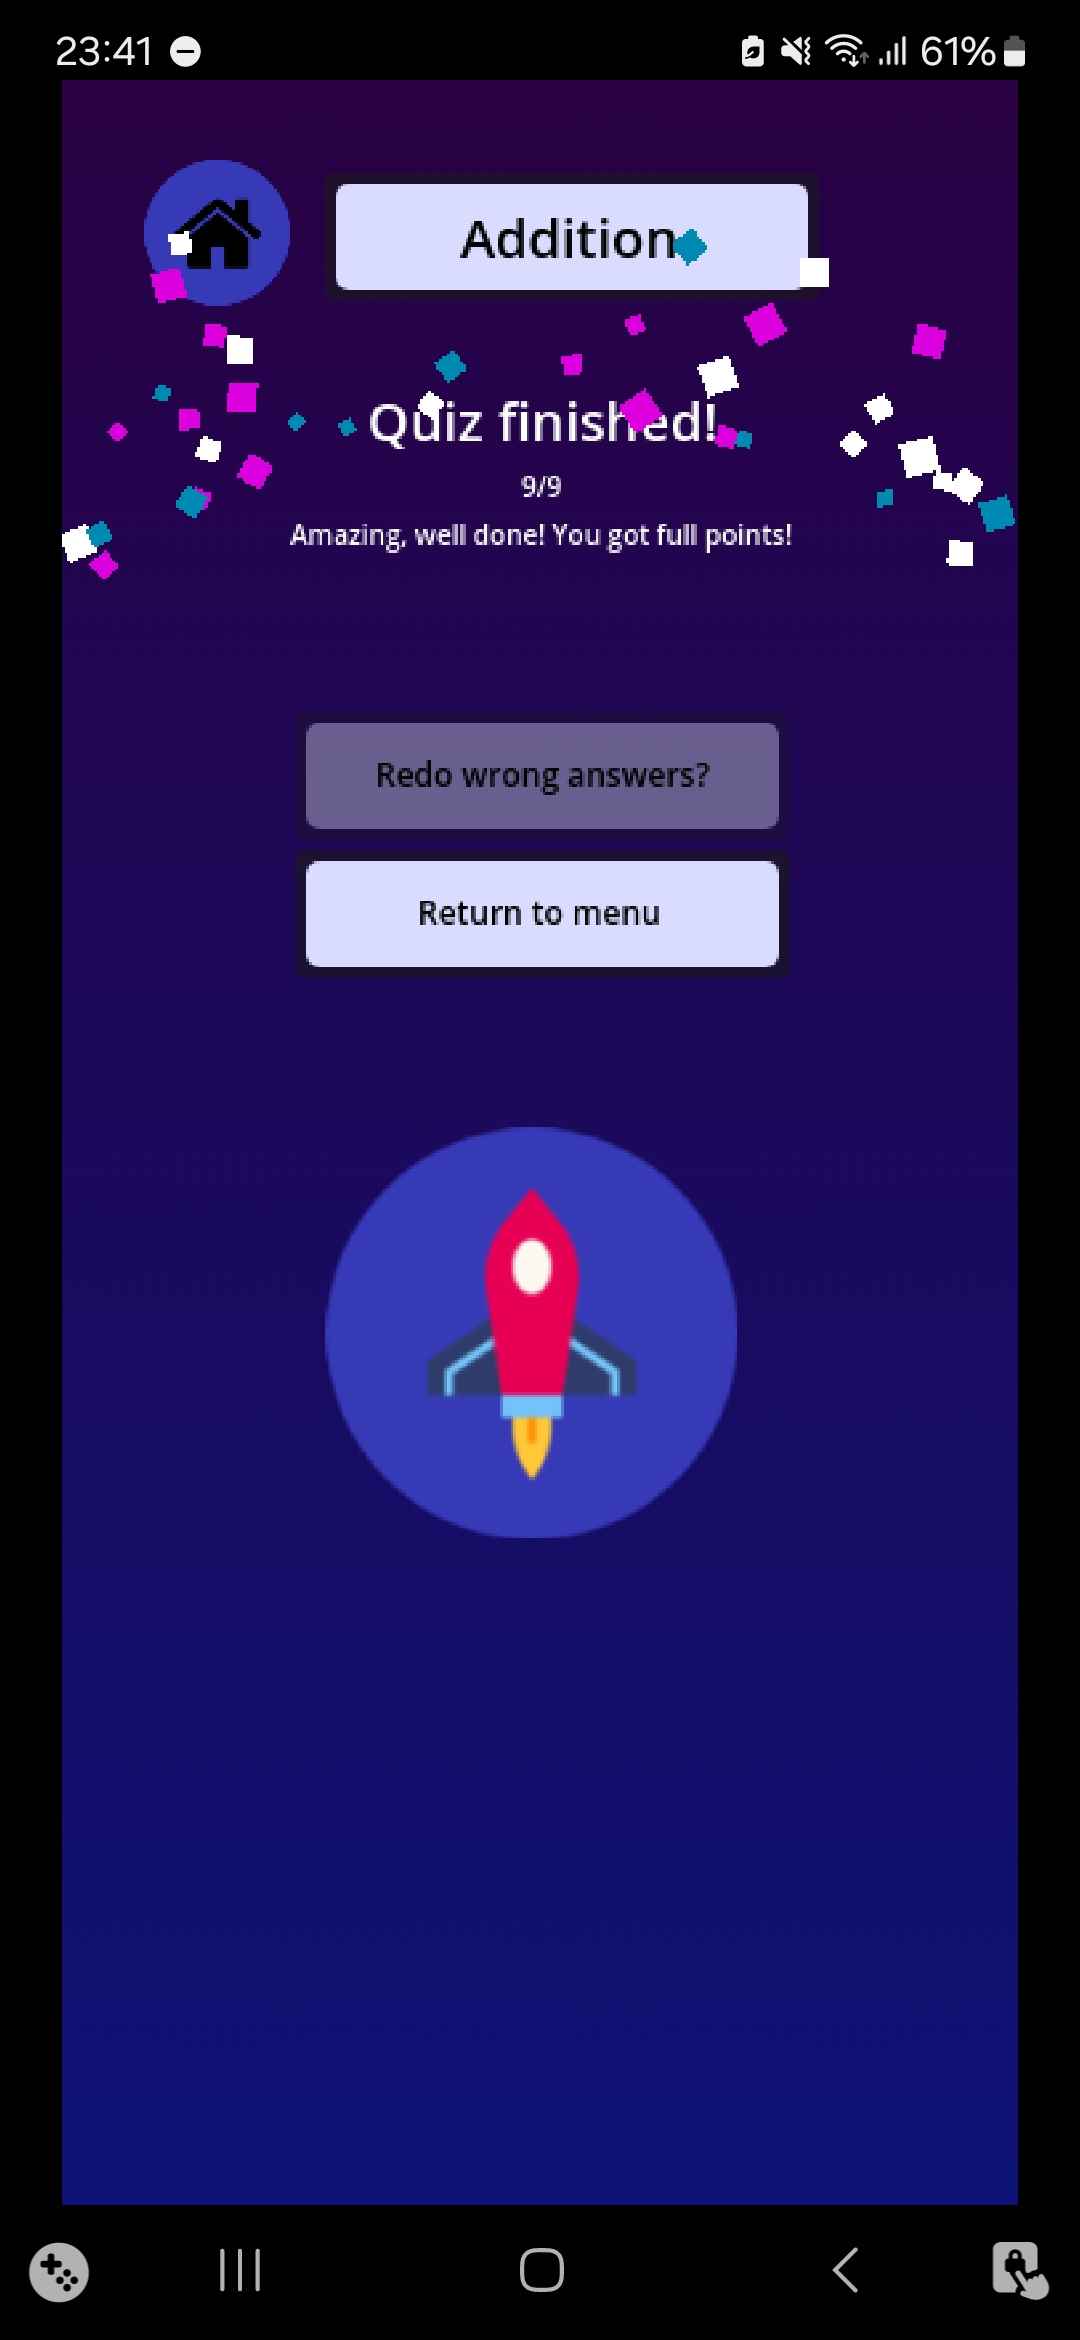 23:41
61%
Addition
Quiz finished!
9/9
Amazing, well done! You got full points!
Redo wrong answers?
Return to menu